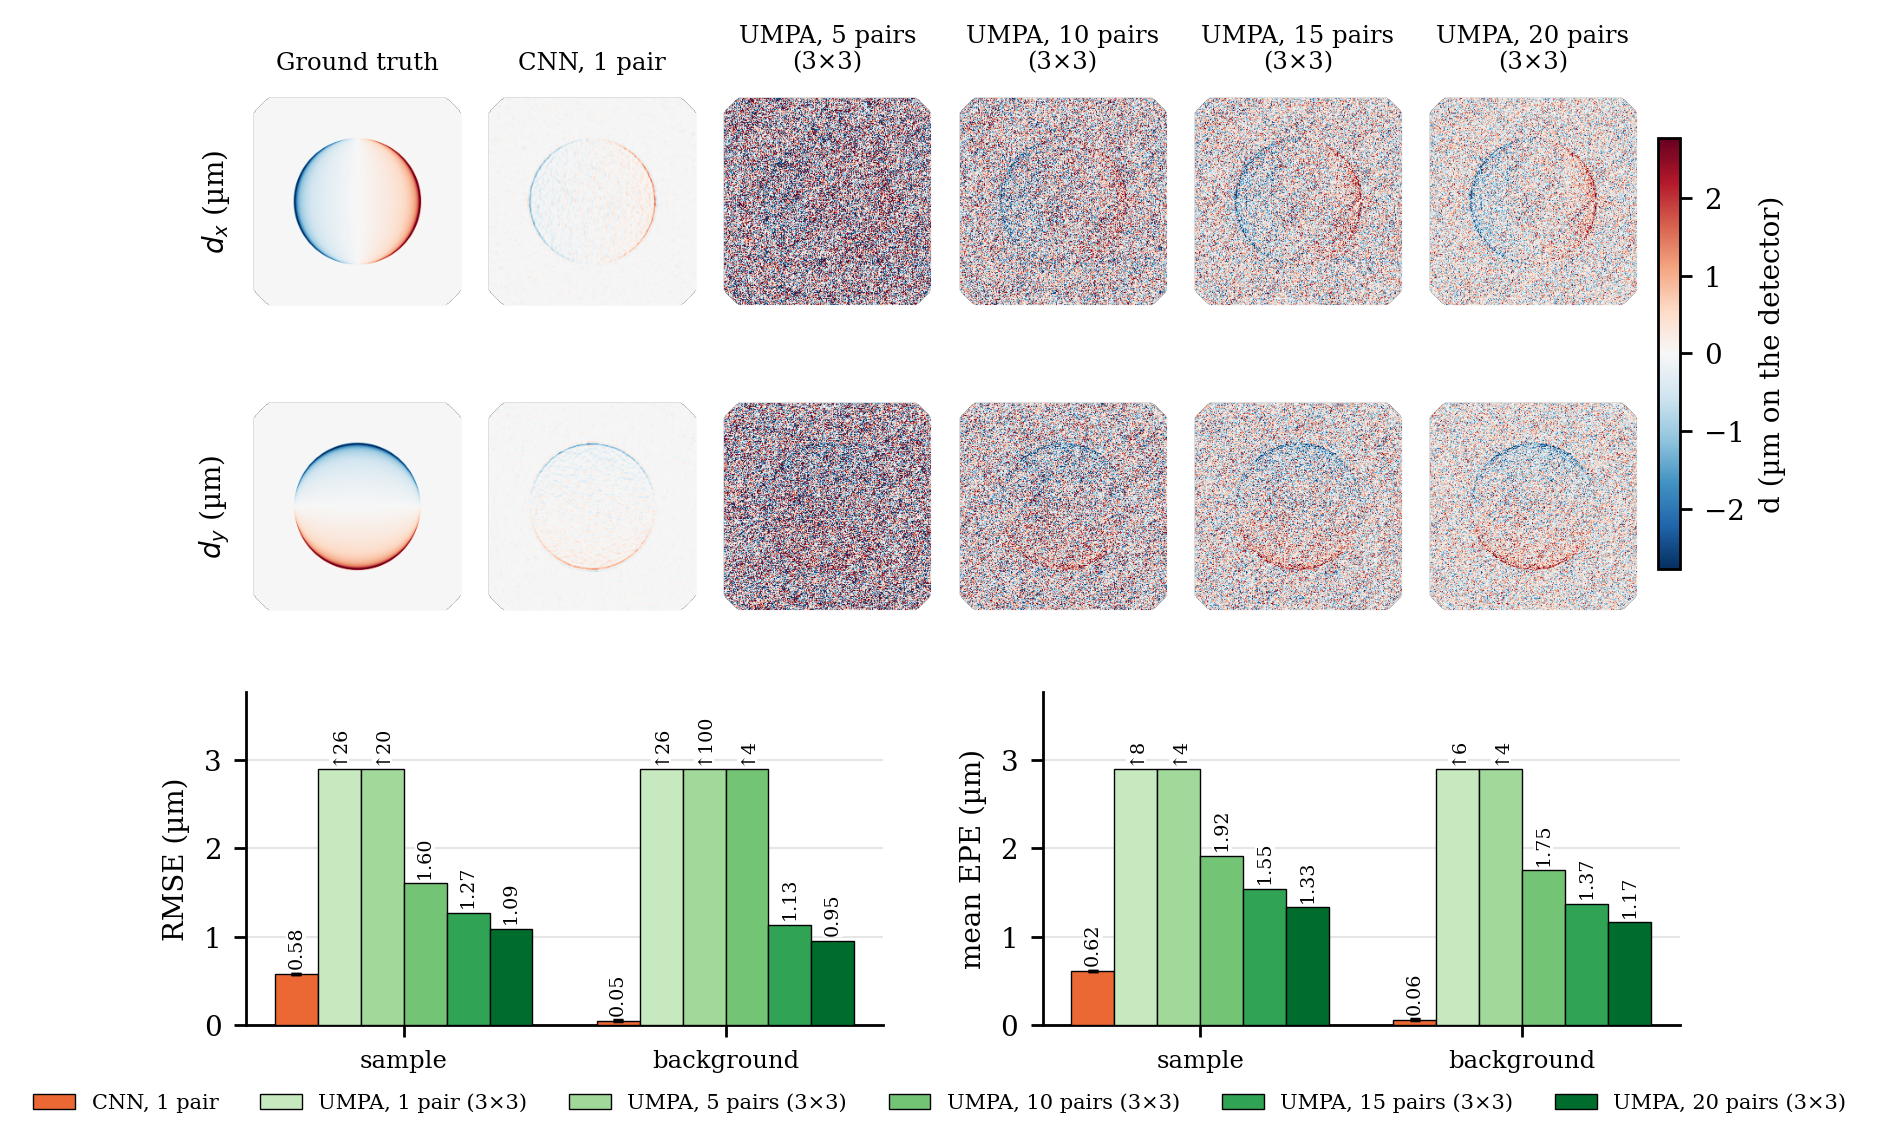 Ground truth
CNN, 1 pair
UMPA, 5 pairs
(3×3)
UMPA, 10 pairs
(3×3)
UMPA, 15 pairs
(3×3)
UMPA, 20 pairs
(3×3)
dx (µm)
dy (µm)
2
1
0
−1
−2
d (µm on the detector)
RMSE (µm)
3
2
1
0
0.58
↑26
↑20
1.60
1.27
1.09
0.05
↑26
↑100
↑4
1.13
0.95
sample
background
mean EPE (µm)
3
2
1
0
0.62
↑8
↑4
1.92
1.55
1.33
0.06
↑6
↑4
1.75
1.37
1.17
sample
background
CNN, 1 pair
UMPA, 1 pair (3×3)
UMPA, 5 pairs (3×3)
UMPA, 10 pairs (3×3)
UMPA, 15 pairs (3×3)
UMPA, 20 pairs (3×3)